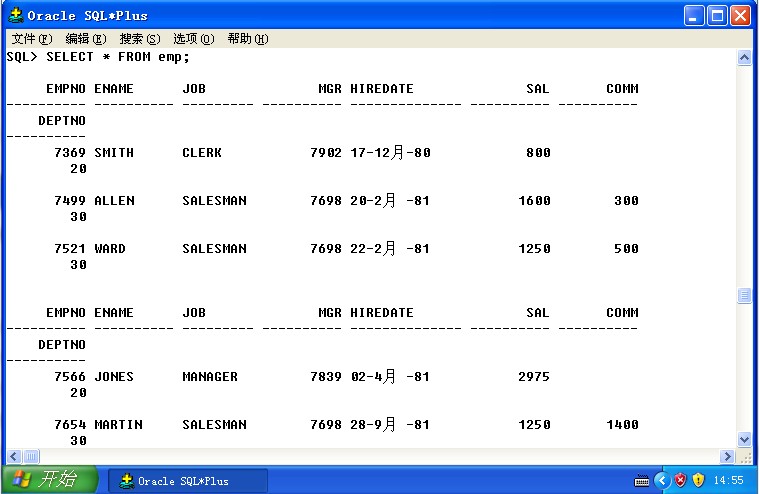 Oracle SQL*Plus
文件(F) 编辑(E) 搜索(S) 选项(O) 帮助(H)
SQL> SELECT * FROM emp;
EMPNO ENAME JOB MGR HIREDATE SAL COMM
---------- ---------- --------- ---------- -------------- ---------- ----------
DEPTNO
----------
7369 SMITH CLERK 7902 17-12月-80 800
20
7499 ALLEN SALESMAN 7698 20-2月 -81 1600 300
30
7521 WARD SALESMAN 7698 22-2月 -81 1250 500
30
EMPNO ENAME JOB MGR HIREDATE SAL COMM
---------- ---------- --------- ---------- -------------- ---------- ----------
DEPTNO
----------
7566 JONES MANAGER 7839 02-4月 -81 2975
20
7654 MARTIN SALESMAN 7698 28-9月 -81 1250 1400
30
开始 Oracle SQL*Plus 14:55